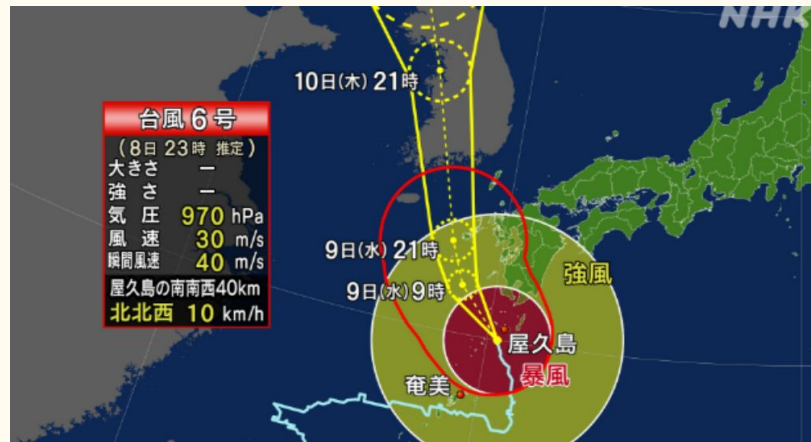 NHK
10日(木)21時
台風6号
(8日 23時 推定)
大きさ －
強さ －
気圧 970 hPa
風速 30 m/s
瞬間風速 40 m/s
屋久島の南南西40km
北北西 10 km/h
9日(水)21時
9日(水)9時
強風
屋久島
暴風
奄美